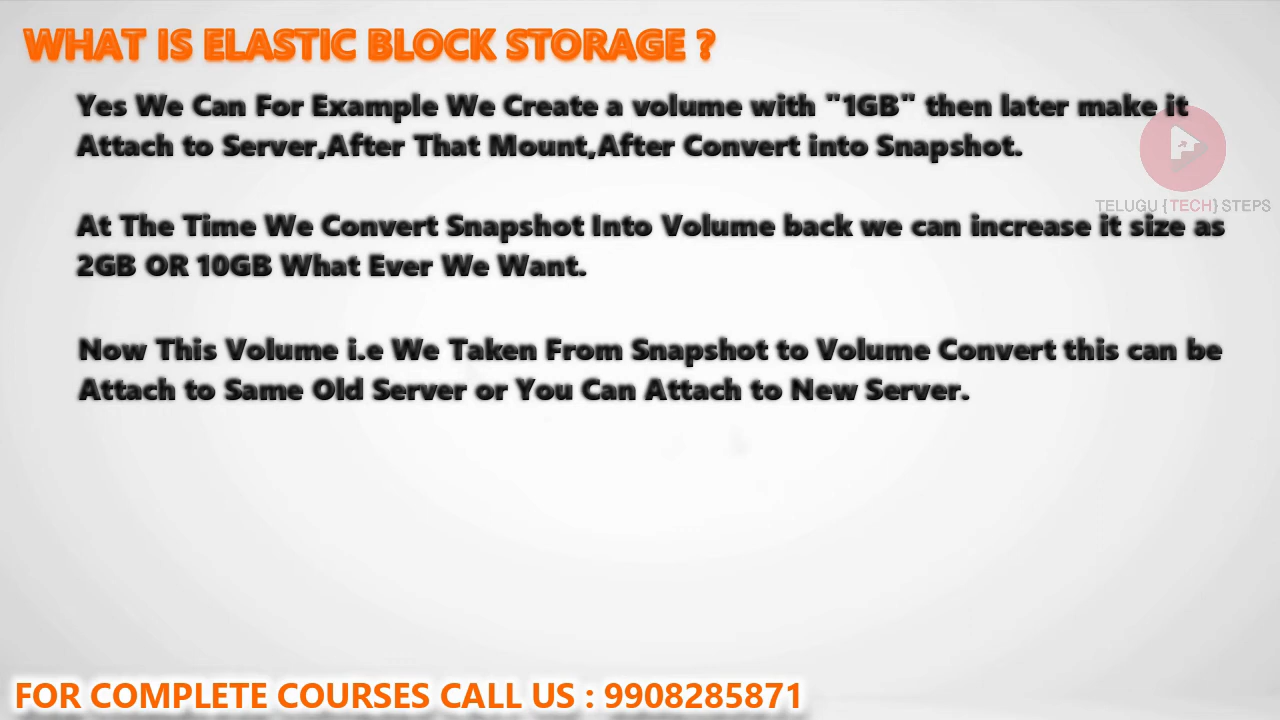 WHAT IS ELASTIC BLOCK STORAGE ?
Yes We Can For Example We Create a volume with "1GB" then later make it
Attach to Server,After That Mount,After Convert into Snapshot.
TELUGU {TECH} STEPS
At The Time We Convert Snapshot Into Volume back we can increase it size as
2GB OR 10GB What Ever We Want.
Now This Volume i.e We Taken From Snapshot to Volume Convert this can be
Attach to Same Old Server or You Can Attach to New Server.
FOR COMPLETE COURSES CALL US : 9908285871